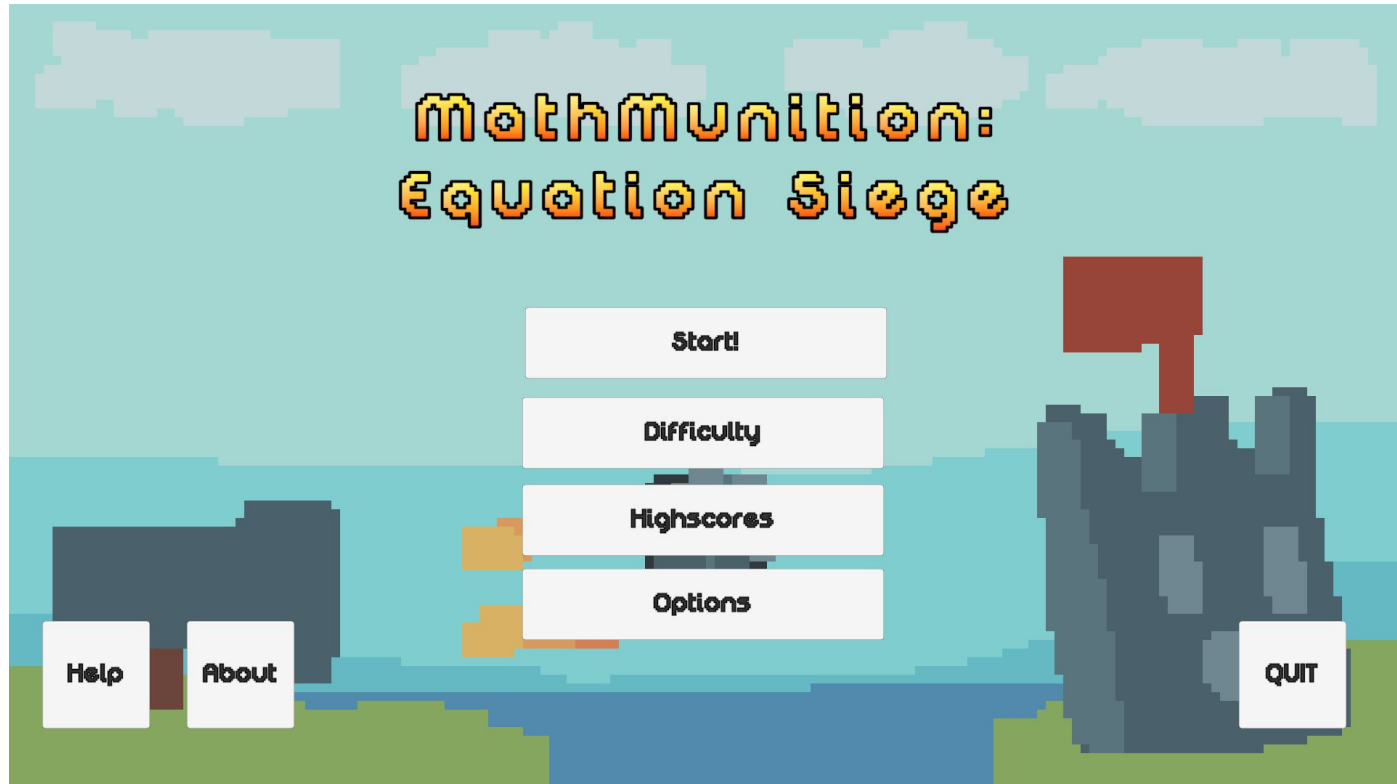 MathMunition:
Equation Siege
Start!
Difficulty
Highscores
Options
Help
About
QUIT